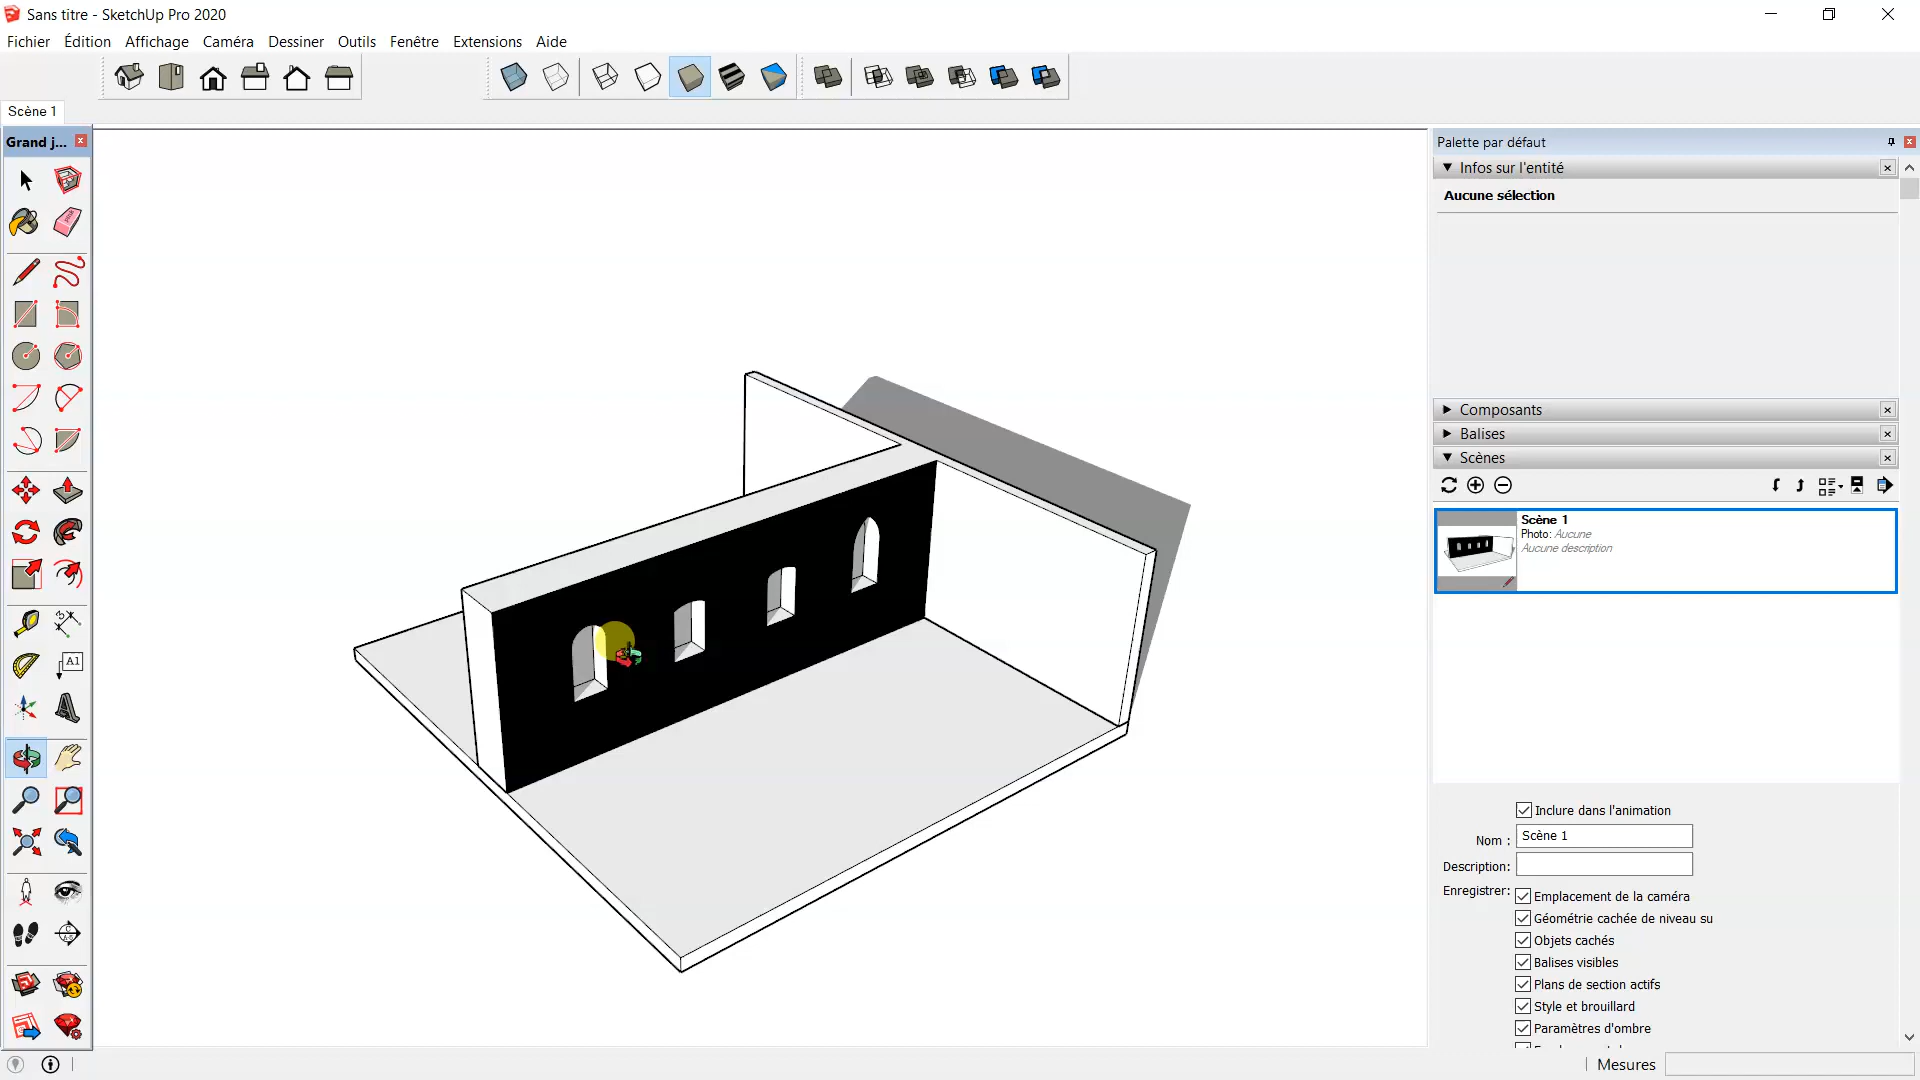 Sans titre - SketchUp Pro 2020
Fichier Édition Affichage Caméra Dessiner Outils Fenêtre Extensions Aide
Scène 1
Grand j...
Palette par défaut
Infos sur l'entité
Aucune sélection
Composants
Balises
Scènes
Scène 1
Photo: Aucune
Aucune description
Inclure dans l'animation
Nom : Scène 1
Description:
Enregistrer: Emplacement de la caméra
Géométrie cachée de niveau su
Objets cachés
Balises visibles
Plans de section actifs
Style et brouillard
Paramètres d'ombre
A1
Mesures